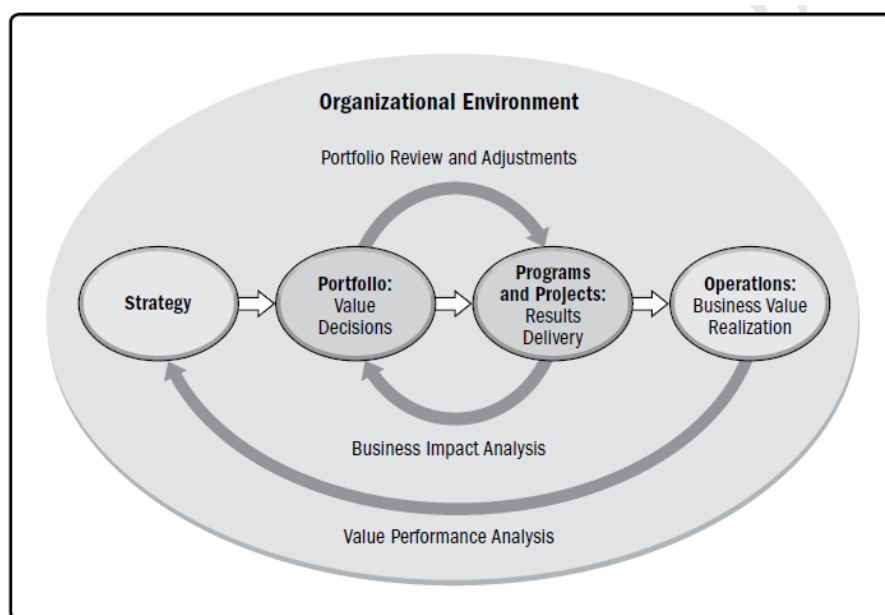 Organizational Environment
Portfolio Review and Adjustments
Strategy
Portfolio:
Value
Decisions
Programs
and Projects:
Results
Delivery
Operations:
Business Value
Realization
Business Impact Analysis
Value Performance Analysis